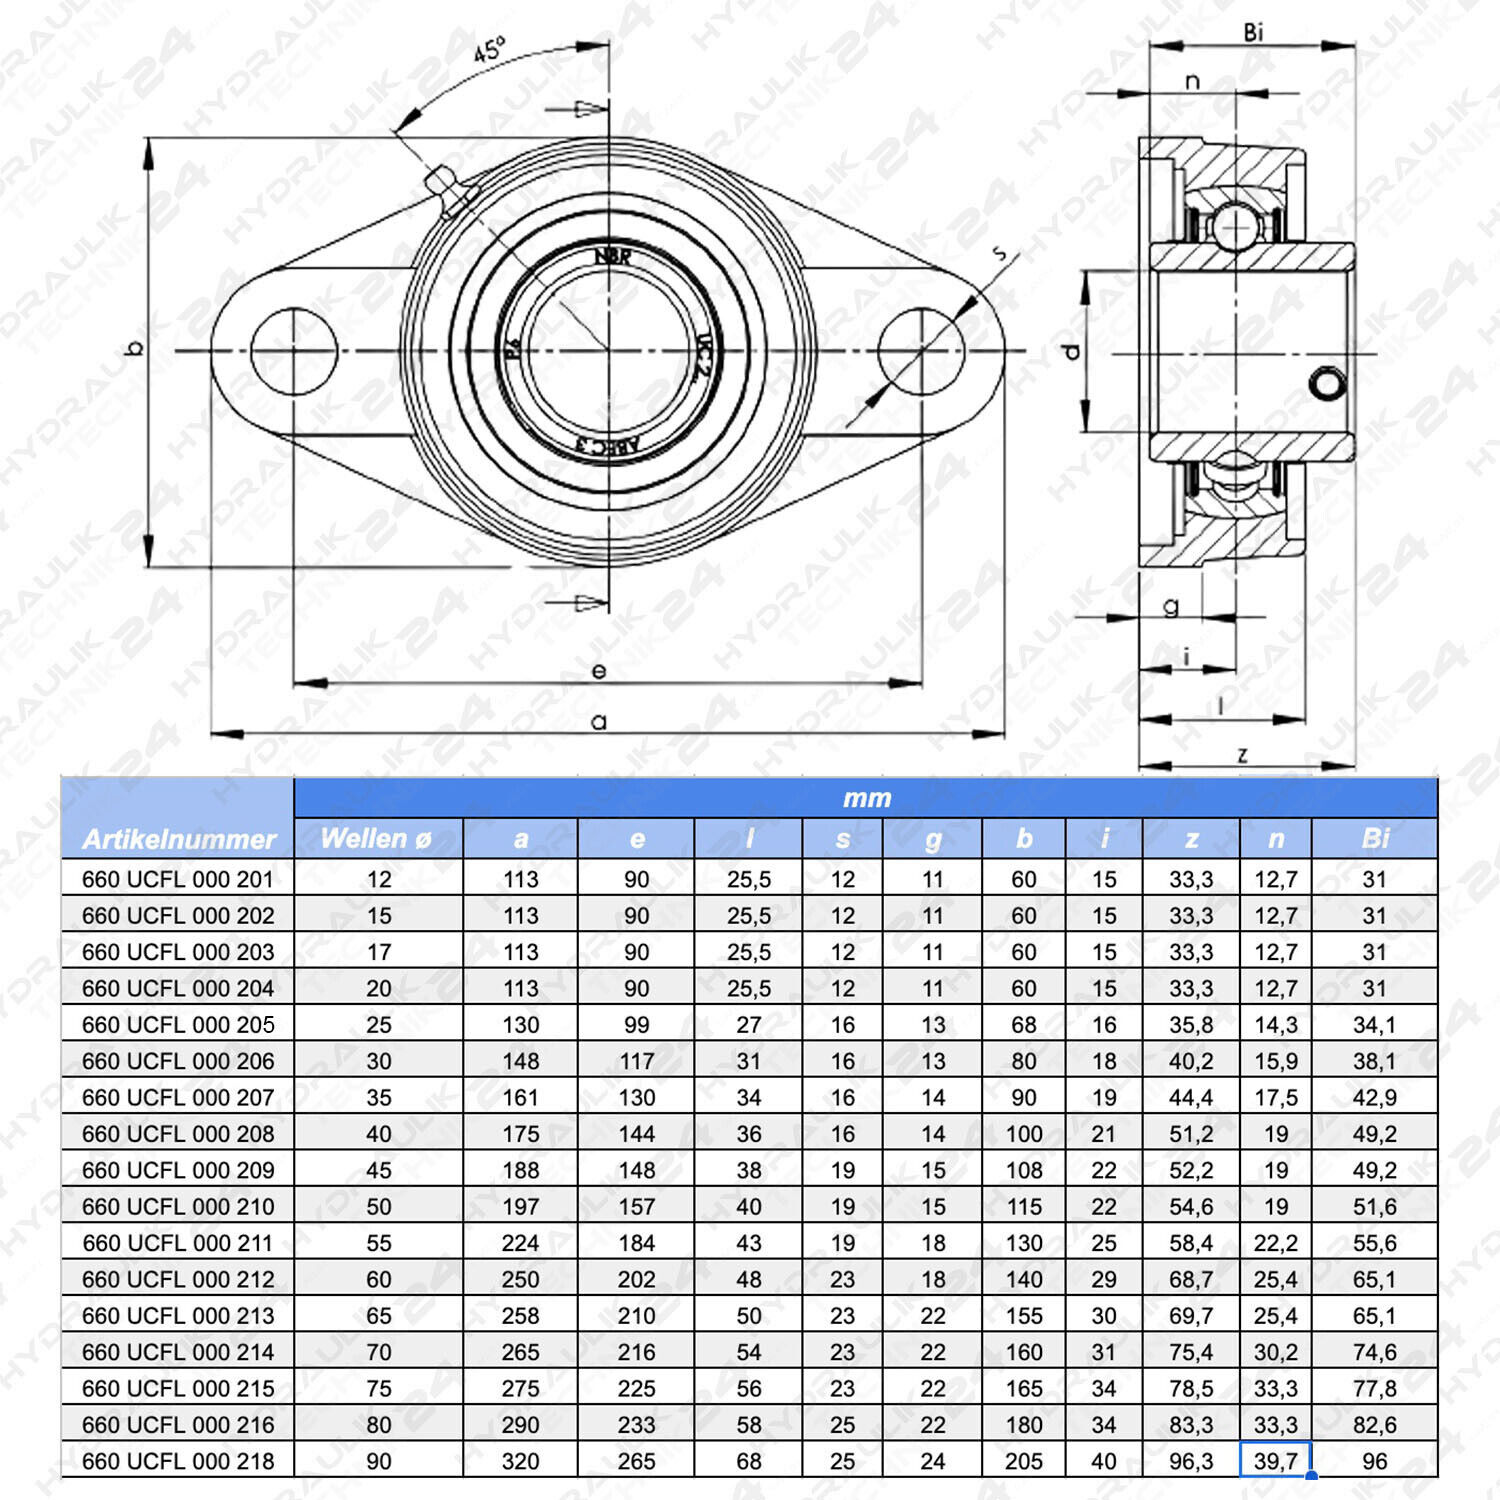 Bi
45°
n
s
NBR
P6
UC 2
ABEC 3
b
d
g
e
i
a
l
z
mm
Artikelnummer Wellen ø a e l s g b i z n Bi
660 UCFL 000 201 12 113 90 25,5 12 11 60 15 33,3 12,7 31
660 UCFL 000 202 15 113 90 25,5 12 11 60 15 33,3 12,7 31
660 UCFL 000 203 17 113 90 25,5 12 11 60 15 33,3 12,7 31
660 UCFL 000 204 20 113 90 25,5 12 11 60 15 33,3 12,7 31
660 UCFL 000 205 25 130 99 27 16 13 68 16 35,8 14,3 34,1
660 UCFL 000 206 30 148 117 31 16 13 80 18 40,2 15,9 38,1
660 UCFL 000 207 35 161 130 34 16 14 90 19 44,4 17,5 42,9
660 UCFL 000 208 40 175 144 36 16 14 100 21 51,2 19 49,2
660 UCFL 000 209 45 188 148 38 19 15 108 22 52,2 19 49,2
660 UCFL 000 210 50 197 157 40 19 15 115 22 54,6 19 51,6
660 UCFL 000 211 55 224 184 43 19 18 130 25 58,4 22,2 55,6
660 UCFL 000 212 60 250 202 48 23 18 140 29 68,7 25,4 65,1
660 UCFL 000 213 65 258 210 50 23 22 155 30 69,7 25,4 65,1
660 UCFL 000 214 70 265 216 54 23 22 160 31 75,4 30,2 74,6
660 UCFL 000 215 75 275 225 56 23 22 165 34 78,5 33,3 77,8
660 UCFL 000 216 80 290 233 58 25 22 180 34 83,3 33,3 82,6
660 UCFL 000 218 90 320 265 68 25 24 205 40 96,3 39,7 96
HYDRAULIK
TECHNIK24